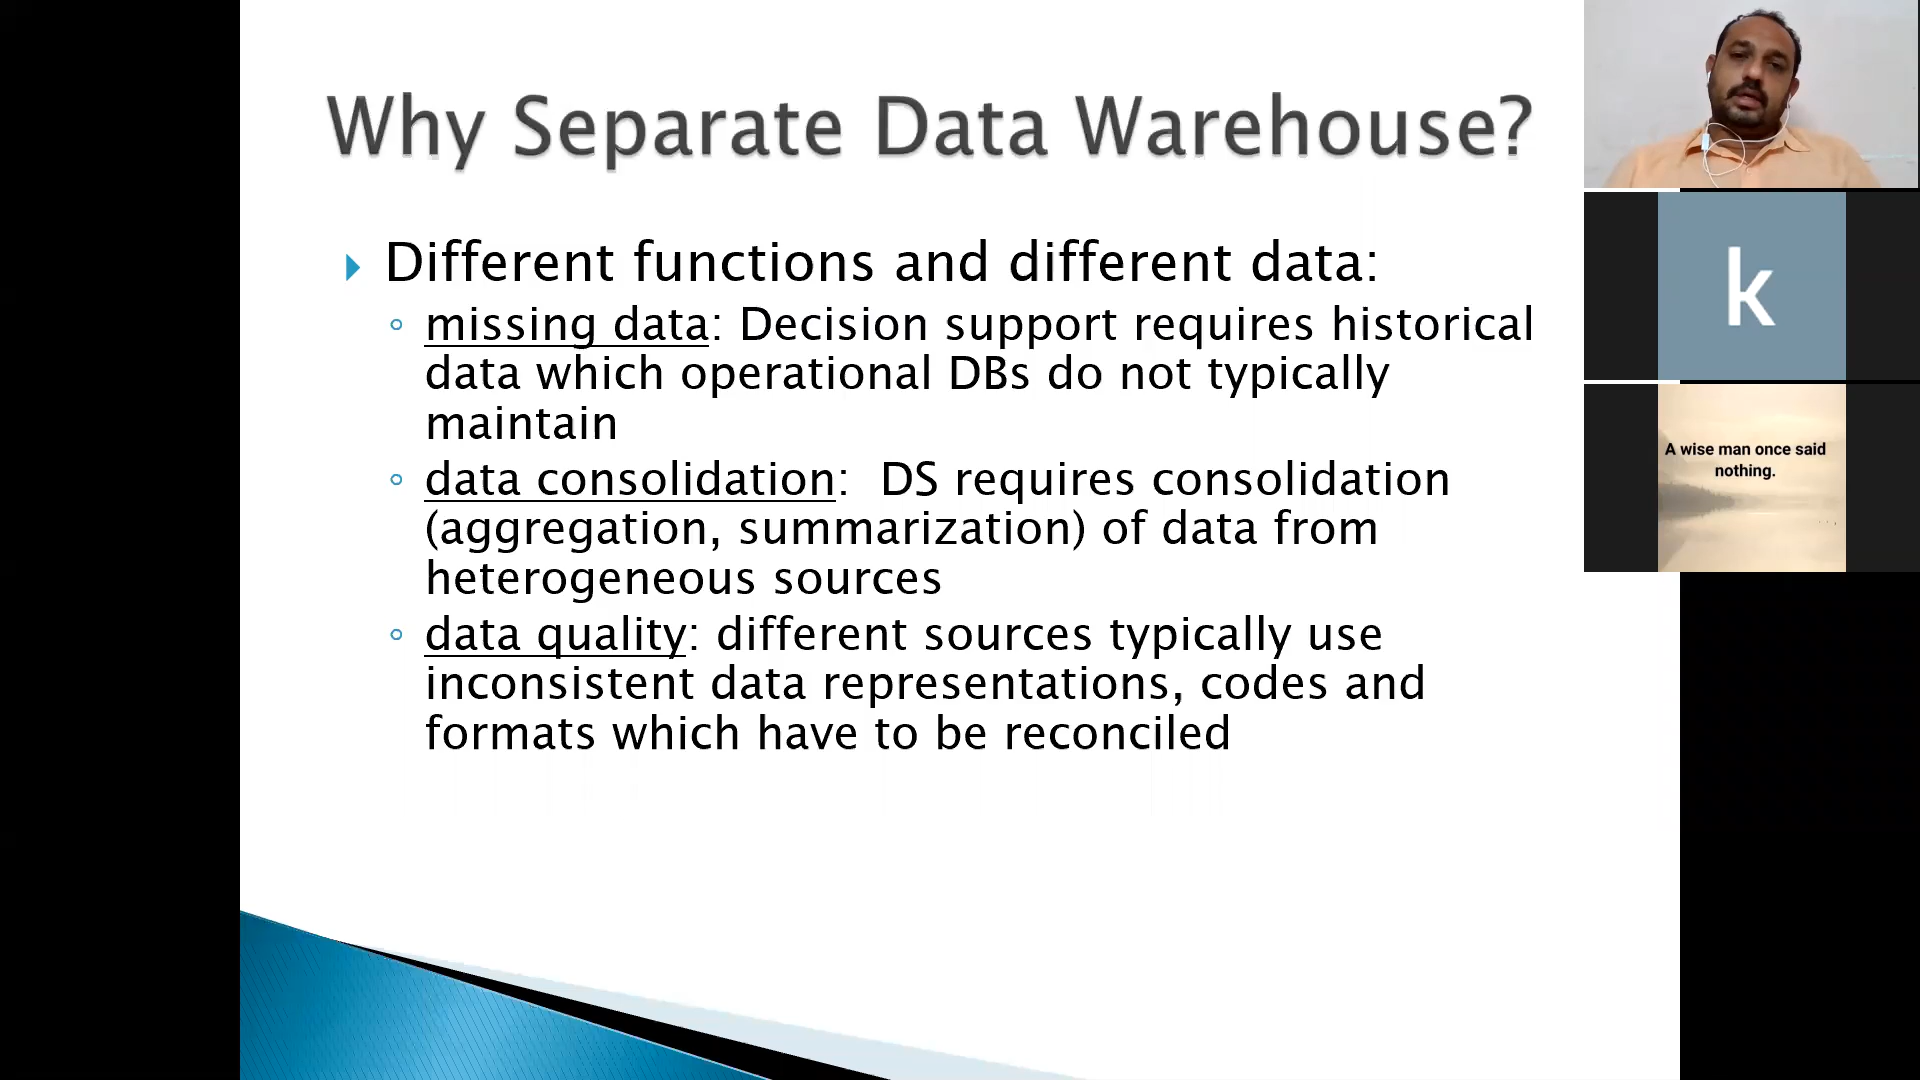 Why Separate Data Warehouse?
Different functions and different data:
missing data: Decision support requires historical
data which operational DBs do not typically
maintain
data consolidation: DS requires consolidation
(aggregation, summarization) of data from
heterogeneous sources
data quality: different sources typically use
inconsistent data representations, codes and
formats which have to be reconciled
k
A wise man once said
nothing.